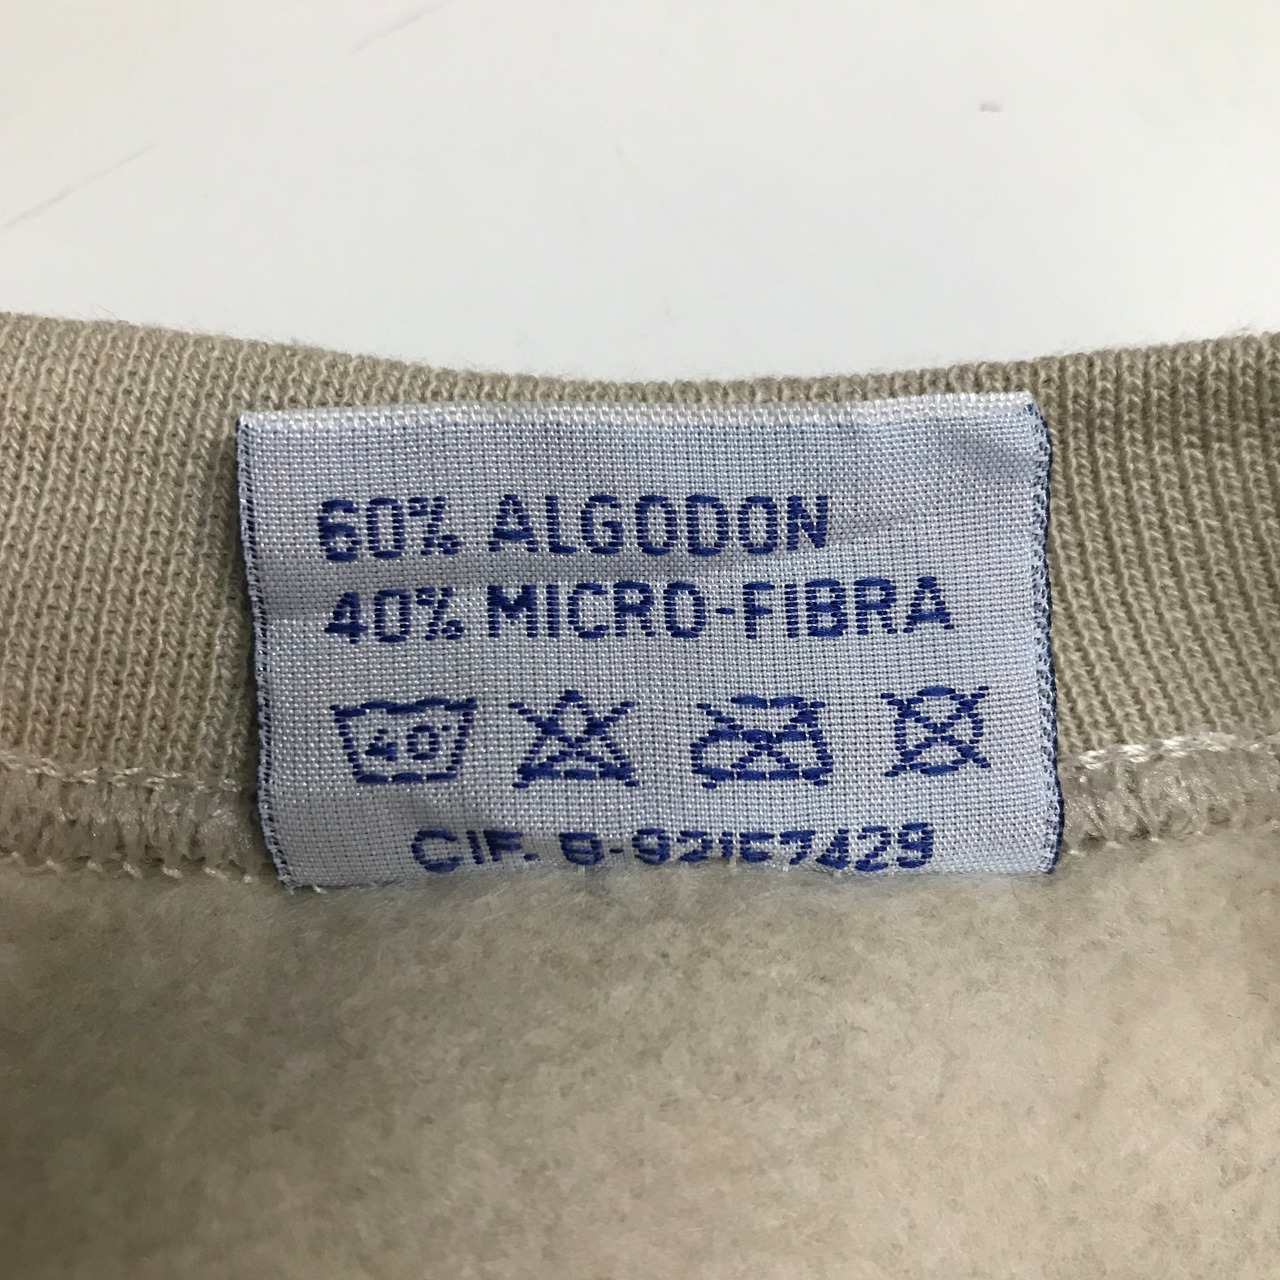 60% ALGODON
40% MICRO-FIBRA
40°
CIF. B-92157429